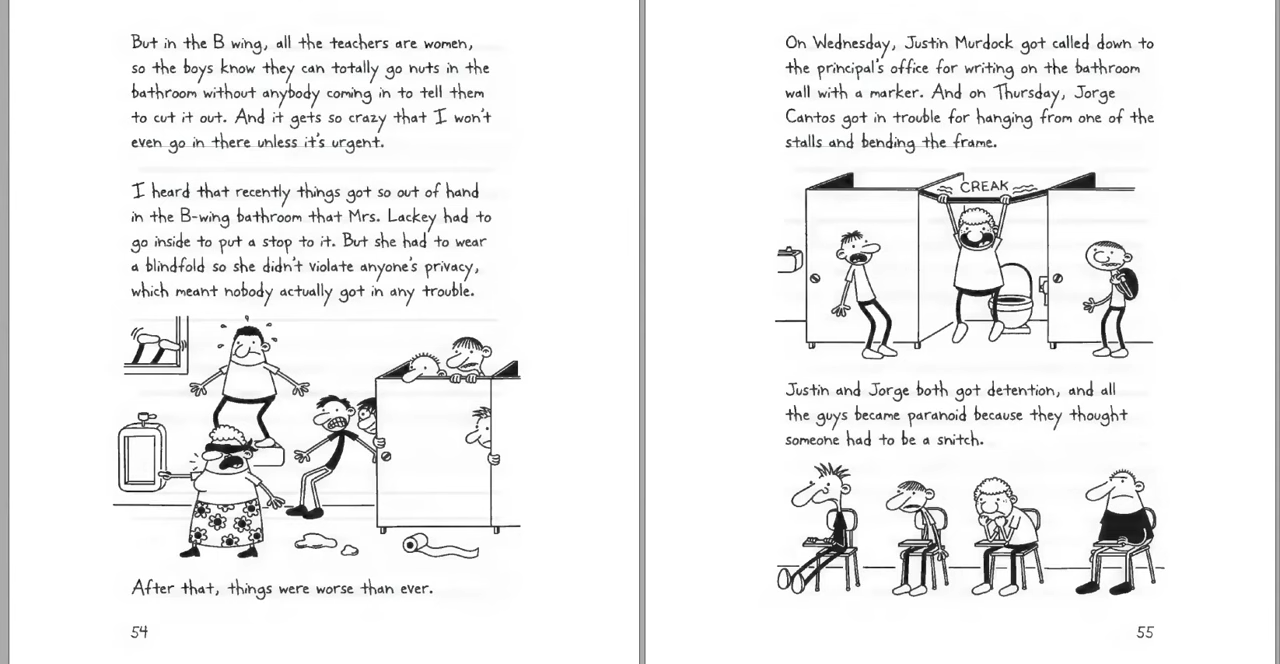 But in the B wing, all the teachers are women,
so the boys know they can totally go nuts in the
bathroom without anybody coming in to tell them
to cut it out. And it gets so crazy that I won't
even go in there unless it's urgent.
I heard that recently things got so out of hand
in the B-wing bathroom that Mrs. Lackey had to
go inside to put a stop to it. But she had to wear
a blindfold so she didn't violate anyone's privacy,
which meant nobody actually got in any trouble.
After that, things were worse than ever.
54
On Wednesday, Justin Murdock got called down to
the principal's office for writing on the bathroom
wall with a marker. And on Thursday, Jorge
Cantos got in trouble for hanging from one of the
stalls and bending the frame.
CREAK
Justin and Jorge both got detention, and all
the guys became paranoid because they thought
someone had to be a snitch.
55